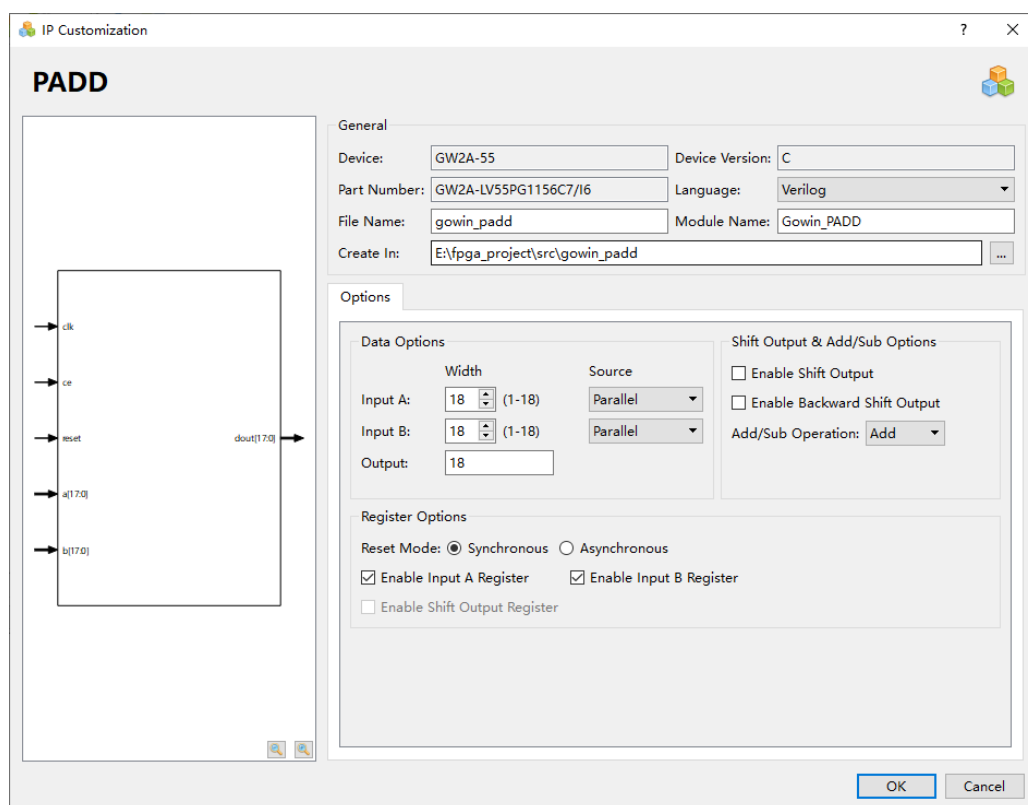 IP Customization
PADD
General
Device: GW2A-55 Device Version: C
Part Number: GW2A-LV55PG1156C7/I6 Language: Verilog
File Name: gowin_padd Module Name: Gowin_PADD
Create In: E:\fpga_project\src\gowin_padd ...
Options
Data Options
Width Source
Input A: 18 (1-18) Parallel
Input B: 18 (1-18) Parallel
Output: 18
Shift Output & Add/Sub Options
Enable Shift Output
Enable Backward Shift Output
Add/Sub Operation: Add
Register Options
Reset Mode: Synchronous Asynchronous
Enable Input A Register Enable Input B Register
Enable Shift Output Register
clk
ce
reset dout[17:0]
a[17:0]
b[17:0]
OK Cancel